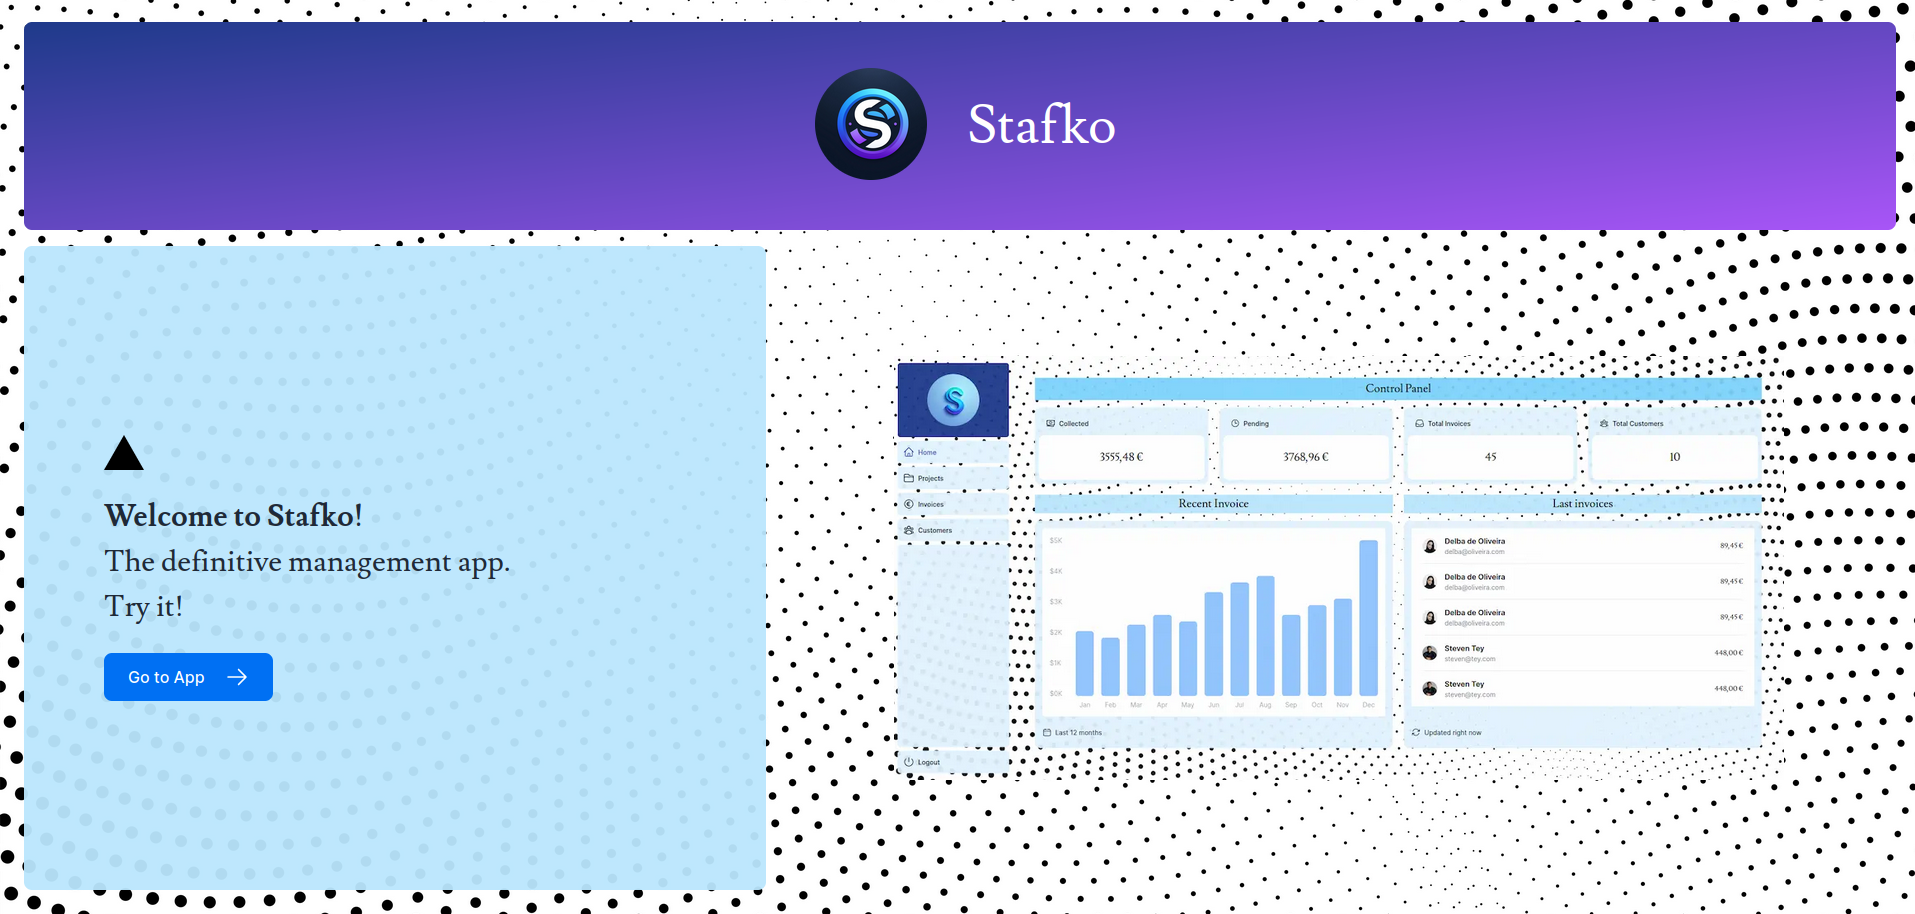 Stafko
Welcome to Stafko!
The definitive management app.
Try it!
Go to App
Home
Projects
Invoices
Customers
Logout
Control Panel
Collected
3555,48 €
Pending
3768,96 €
Total Invoices
45
Total Customers
10
Recent Invoice
$5K
$4K
$3K
$2K
$1K
$0K
Jan Feb Mar Apr May Jun Jul Aug Sep Oct Nov Dec
Last 12 months
Last invoices
Delba de Oliveira
delba@oliveira.com
89,45 €
Delba de Oliveira
delba@oliveira.com
89,45 €
Delba de Oliveira
delba@oliveira.com
89,45 €
Steven Tey
steven@tey.com
448,00 €
Steven Tey
steven@tey.com
448,00 €
Updated right now